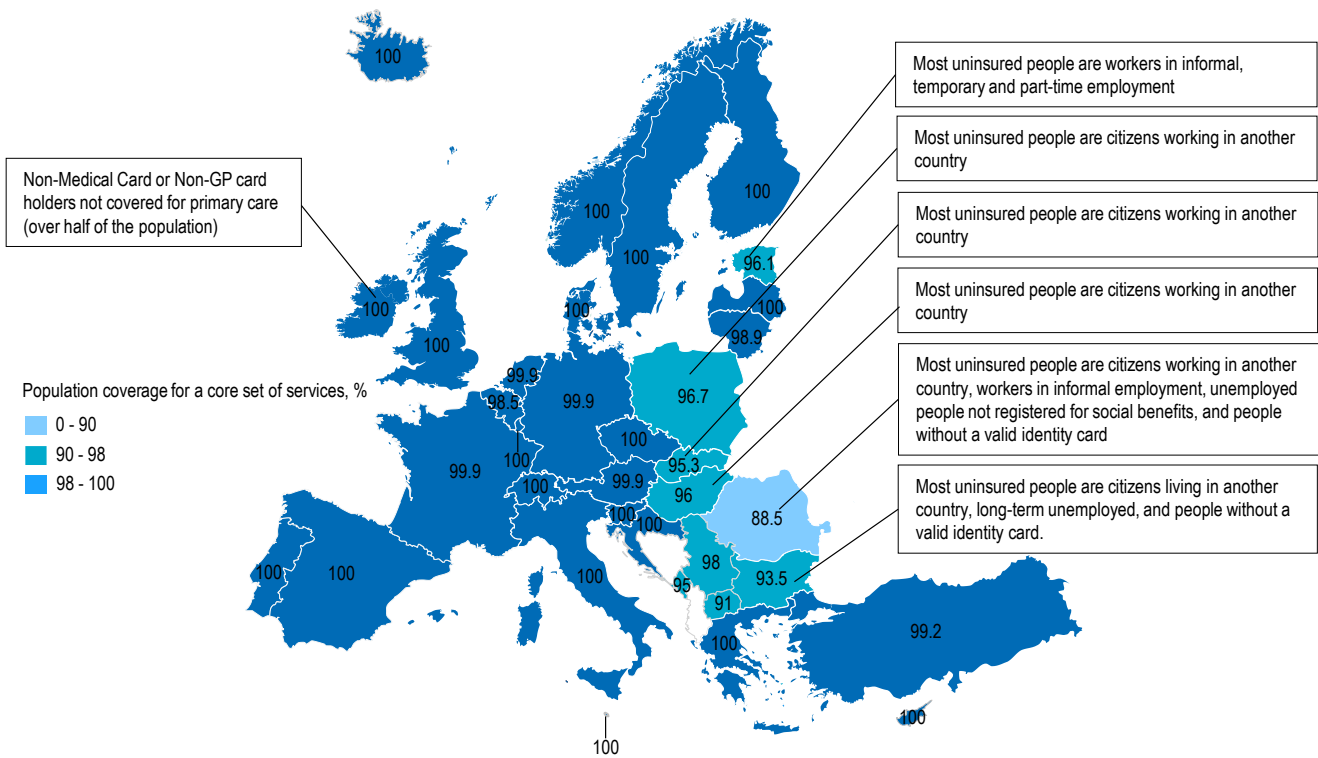 100
Most uninsured people are workers in informal,
temporary and part-time employment
Most uninsured people are citizens working in another
country
Non-Medical Card or Non-GP card
holders not covered for primary care
(over half of the population)
100
Most uninsured people are citizens working in another
country
100
100
96.1
Most uninsured people are citizens working in another
country
100
100
100
100
98.9
100
Most uninsured people are citizens working in another
country, workers in informal employment, unemployed
people not registered for social benefits, and people
without a valid identity card
Population coverage for a core set of services, %
0 - 90
90 - 98
98 - 100
99.9
98.5
99.9
96.7
100
100
95.3
99.9
99.9
100
96
Most uninsured people are citizens living in another
country, long-term unemployed, and people without a
valid identity card.
100
100
88.5
98
93.5
100
100
100
95
91
99.2
100
100
100